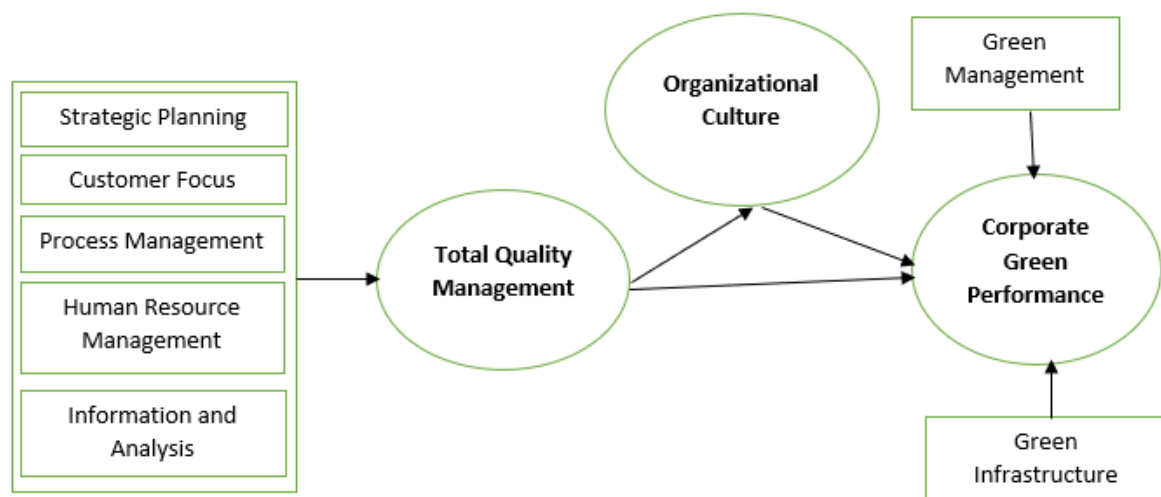 Strategic Planning
Customer Focus
Process Management
Human Resource
Management
Information and
Analysis
Total Quality
Management
Organizational
Culture
Green
Management
Corporate
Green
Performance
Green
Infrastructure